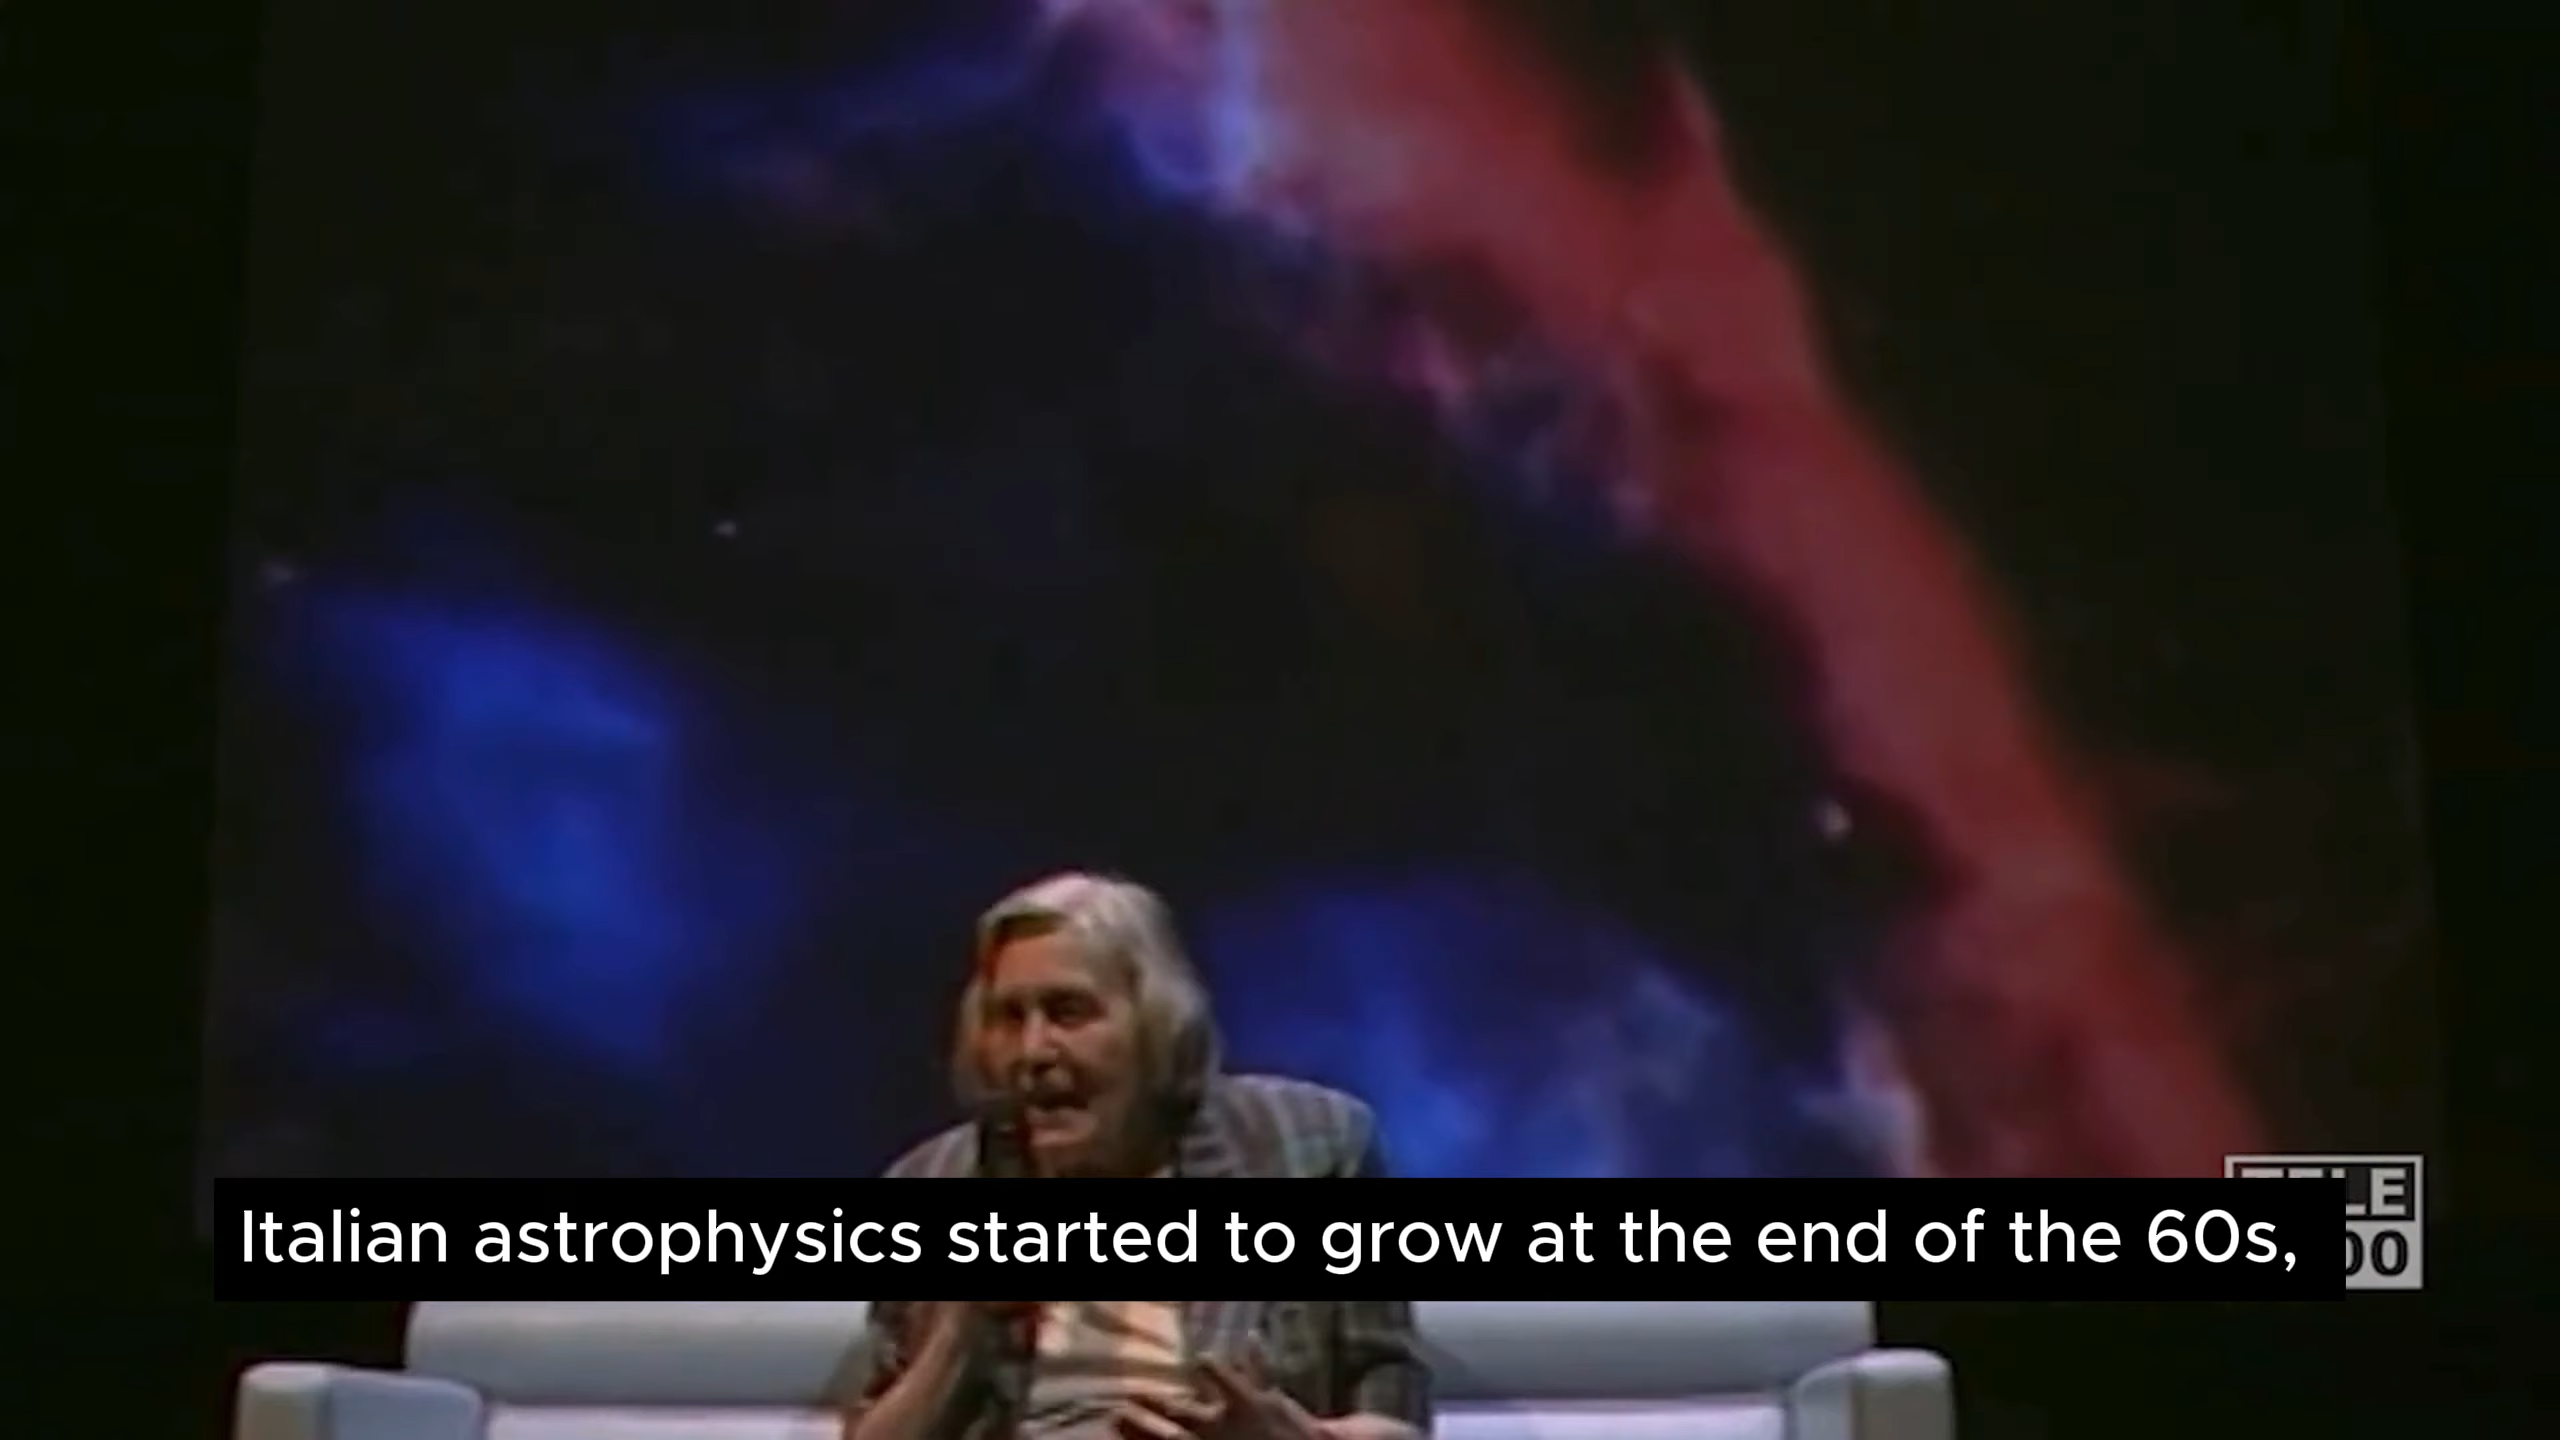 Italian astrophysics started to grow at the end of the 60s,